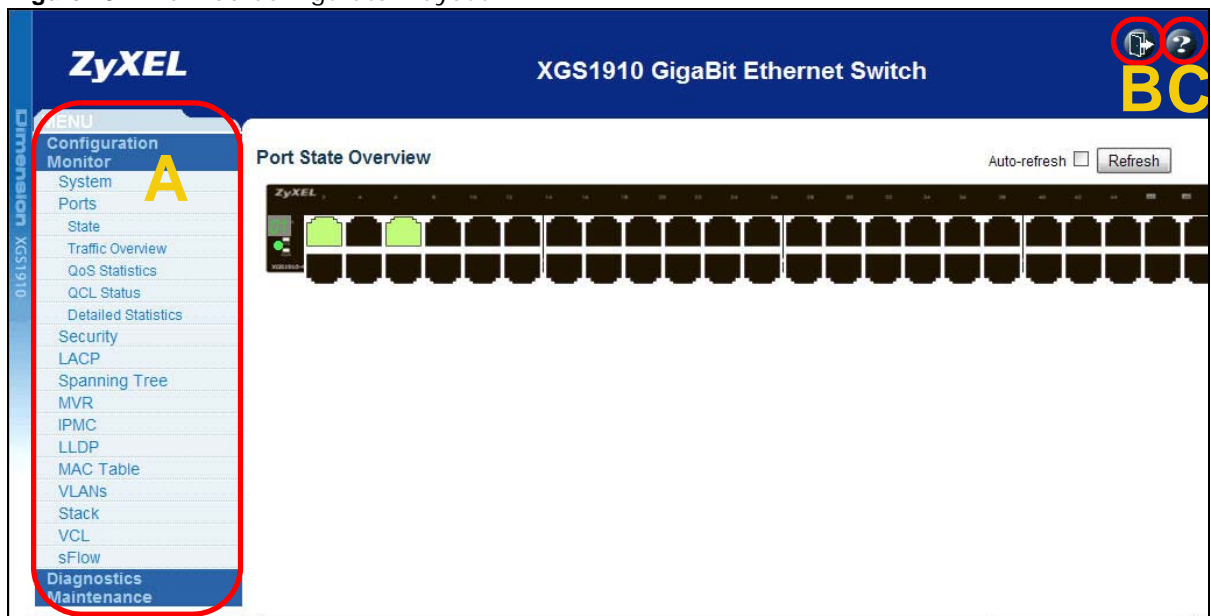 ZyXEL
XGS1910 GigaBit Ethernet Switch
B C
Dimension XGS1910
MENU
A
Configuration
Monitor
System
Ports
State
Traffic Overview
QoS Statistics
QCL Status
Detailed Statistics
Security
LACP
Spanning Tree
MVR
IPMC
LLDP
MAC Table
VLANs
Stack
VCL
sFlow
Diagnostics
Maintenance
Port State Overview
Auto-refresh Refresh
ZyXEL